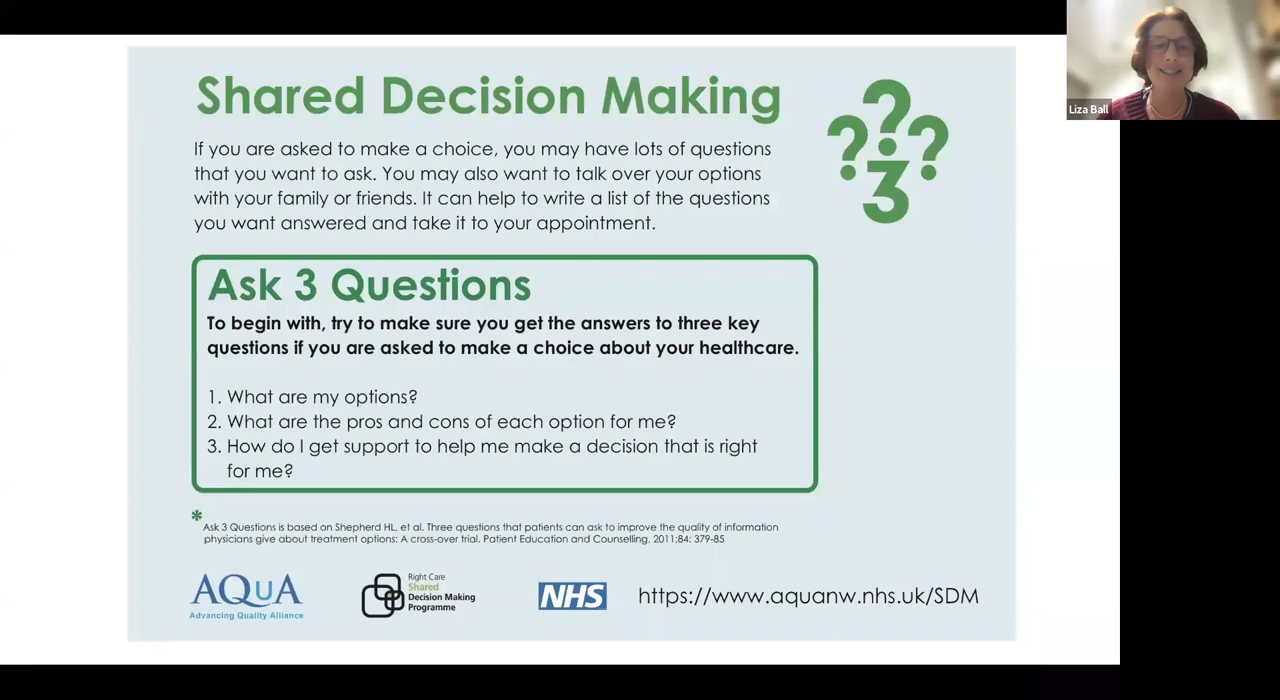 Shared Decision Making
If you are asked to make a choice, you may have lots of questions
that you want to ask. You may also want to talk over your options
with your family or friends. It can help to write a list of the questions
you want answered and take it to your appointment.
? ? ?
3
Ask 3 Questions
To begin with, try to make sure you get the answers to three key
questions if you are asked to make a choice about your healthcare.
1. What are my options?
2. What are the pros and cons of each option for me?
3. How do I get support to help me make a decision that is right
for me?
* Ask 3 Questions is based on Shepherd HL, et al. Three questions that patients can ask to improve the quality of information
physicians give about treatment options: A cross-over trial. Patient Education and Counselling, 2011;84: 379-85
AQuA
Advancing Quality Alliance
Right Care
Shared
Decision Making
Programme
NHS
https://www.aquanw.nhs.uk/SDM
Liza Ball